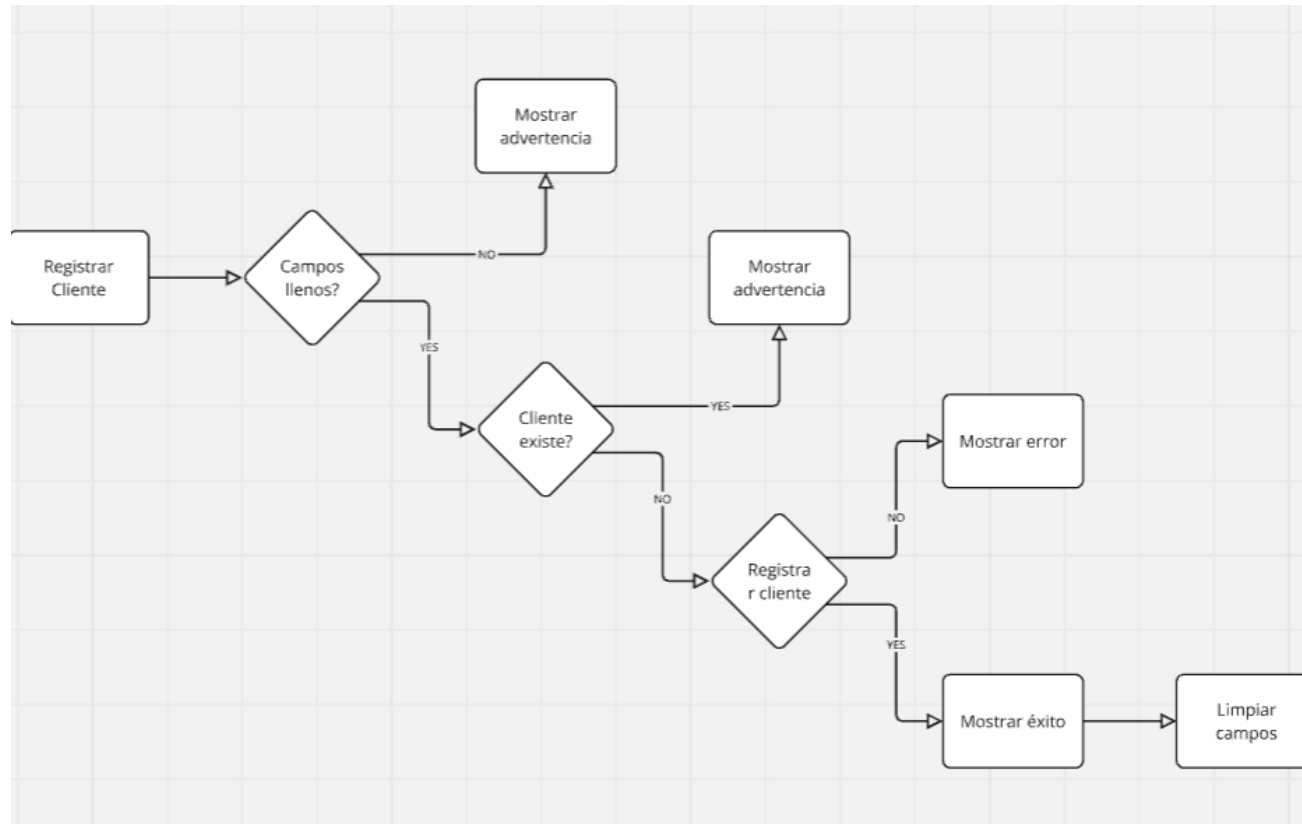 Mostrar
advertencia
Registrar
Cliente
Campos
llenos?
NO
Mostrar
advertencia
YES
Cliente
existe?
YES
Mostrar error
NO
NO
Registra
r cliente
YES
Mostrar éxito
Limpiar
campos